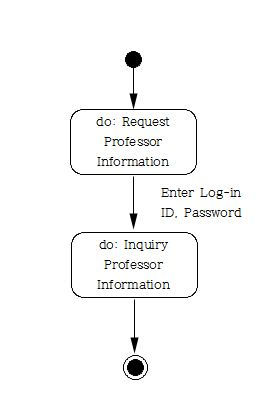 do: Request
Professor
Information
Enter Log-in
ID, Password
do: Inquiry
Professor
Information